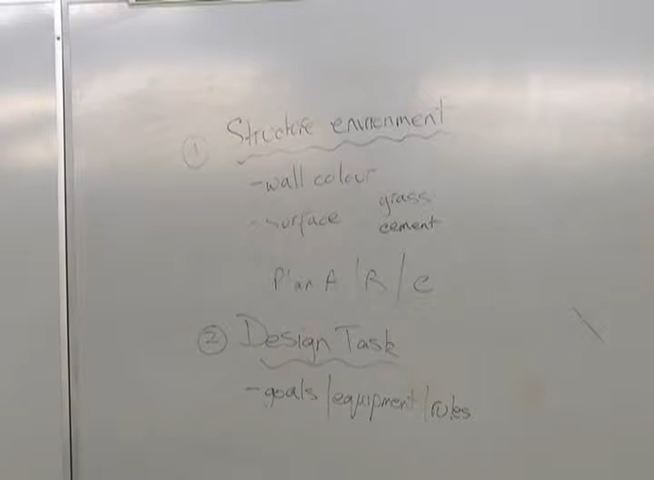 ① Structure environment
- wall colour
- surface grass
cement
Plan A / B / C
② Design Task
- goals / equipment / rules